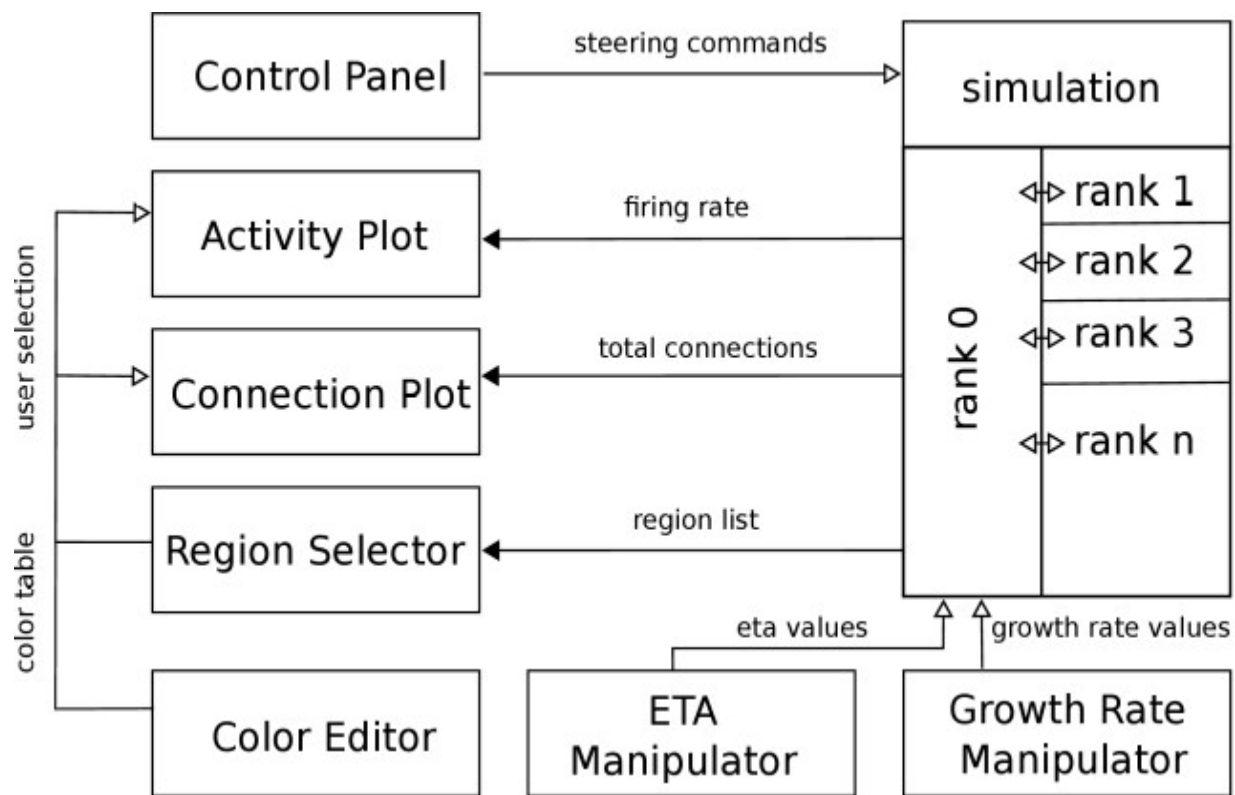 steering commands
Control Panel
simulation
firing rate
rank 1
Activity Plot
rank 2
user selection
total connections
rank 0
rank 3
Connection Plot
rank n
region list
Region Selector
color table
eta values
growth rate values
Color Editor
ETA
Manipulator
Growth Rate
Manipulator